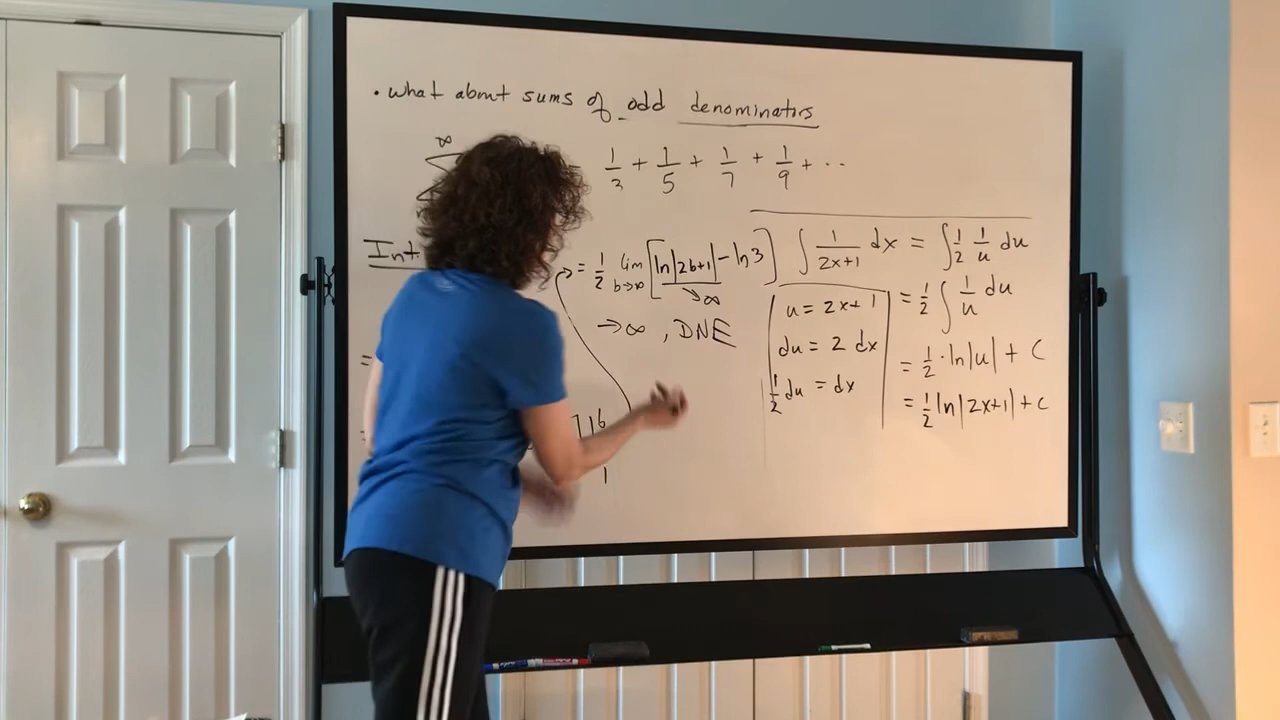 • what about sums of odd denominators
∞
Σ = 1/3 + 1/5 + 1/7 + 1/9 + ...
Int
= 1/2 lim b→∞ [ln|2b+1| - ln3]
→∞
→∞, DNE
]|b
1
∫ 1/(2x+1) dx = ∫ 1/2 1/u du
u = 2x+1
du = 2 dx
1/2 du = dx
= 1/2 ∫ 1/u du
= 1/2 · ln|u| + C
= 1/2 ln|2x+1| + C